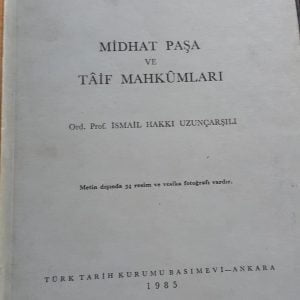 MİDHAT PAŞA
VE
TÂİF MAHKÛMLARI
Ord. Prof. İSMAİL HAKKI UZUNÇARŞILI
Metin dışında 34 resim ve vesika fotoğrafı vardır.
TÜRK TARİH KURUMU BASIMEVİ—ANKARA
1985